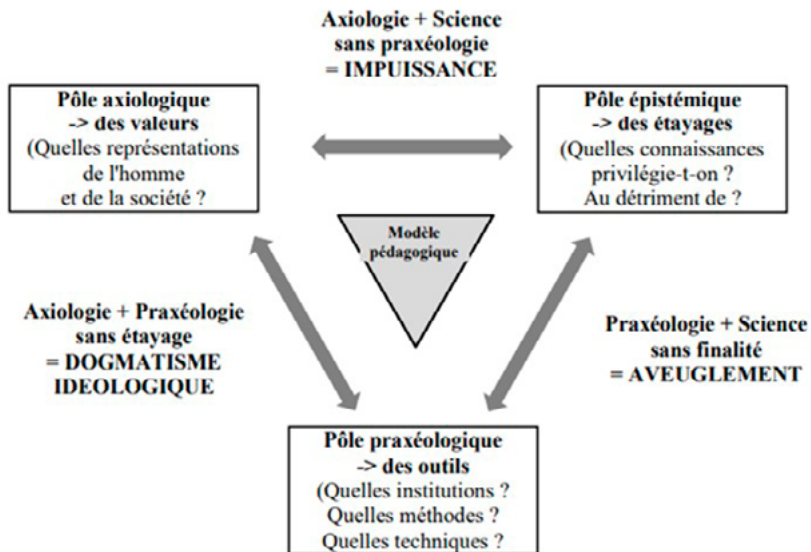 Axiologie + Science
sans praxéologie
= IMPUISSANCE
Pôle axiologique
-> des valeurs
(Quelles représentations
de l'homme
et de la société ?
Pôle épistémique
-> des étayages
(Quelles connaissances
privilégie-t-on ?
Au détriment de ?
Modèle
pédagogique
Axiologie + Praxéologie
sans étayage
= DOGMATISME
IDEOLOGIQUE
Praxéologie + Science
sans finalité
= AVEUGLEMENT
Pôle praxéologique
-> des outils
(Quelles institutions ?
Quelles méthodes ?
Quelles techniques ?